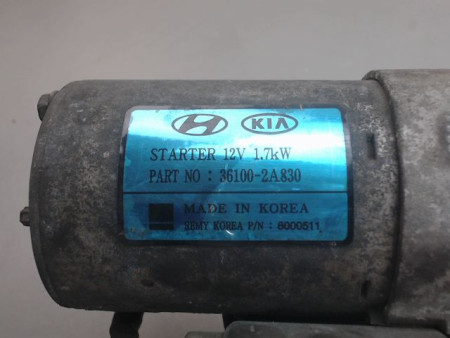 KIA
STARTER 12V 1.7kW
PART NO : 36100-2A830
MADE IN KOREA
REMY KOREA P/N : 8000511